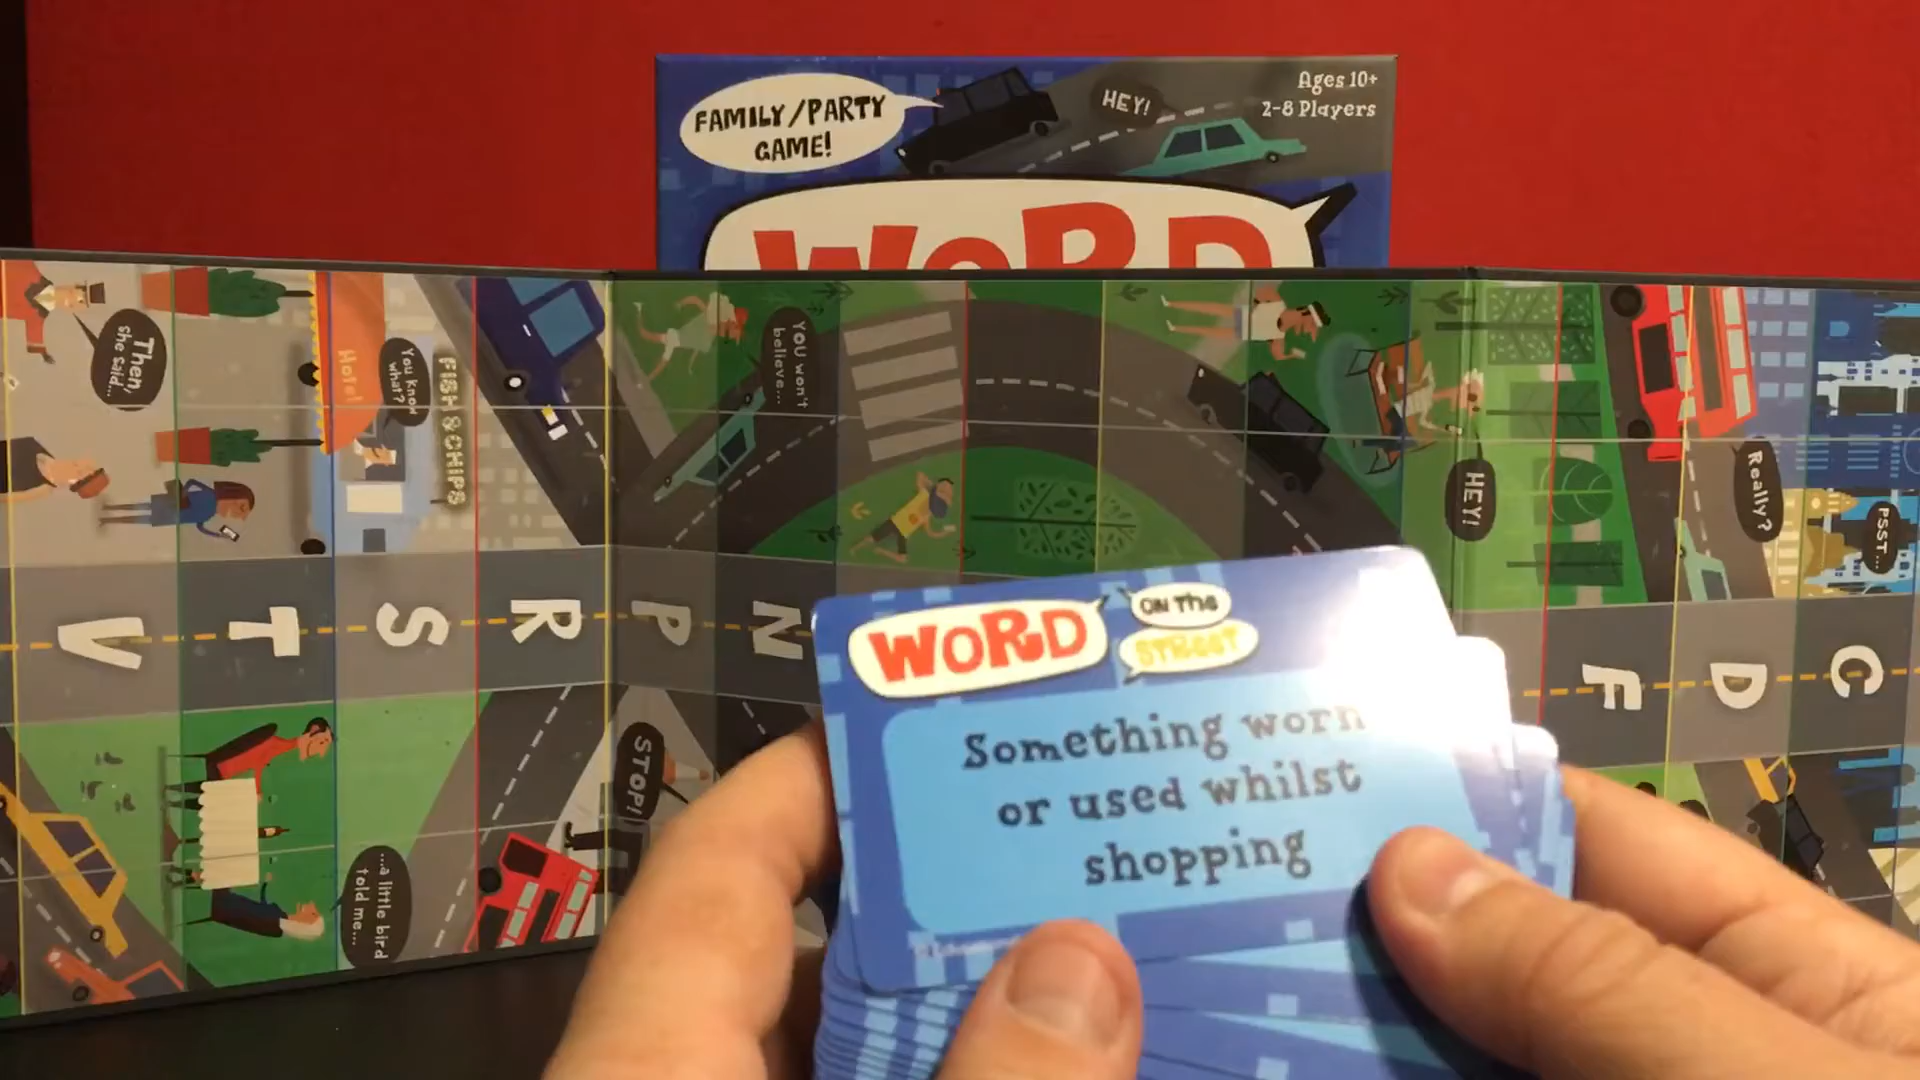 FAMILY/PARTY
GAME!
HEY!
Ages 10+
2-8 Players
WORD
Then,
she said...
Hotel
You know
what?
FISH & CHIPS
YOU won't
believe...
HEY!
Really?
PSST...
V T S R P N F D C
STOP!
...a little bird
told me...
WORD ON THE
STREET
Something worn
or used whilst
shopping